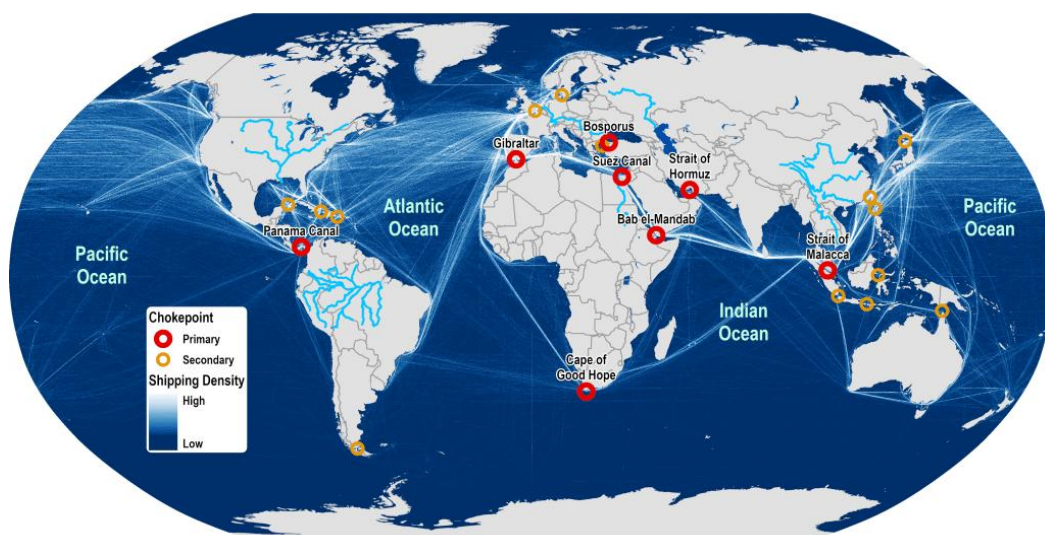 Bosporus
Gibraltar
Suez Canal
Strait of
Hormuz
Atlantic
Ocean
Pacific
Ocean
Bab el-Mandab
Panama Canal
Strait of
Malacca
Pacific
Ocean
Indian
Ocean
Chokepoint
Primary
Secondary
Shipping Density
High
Low
Cape of
Good Hope